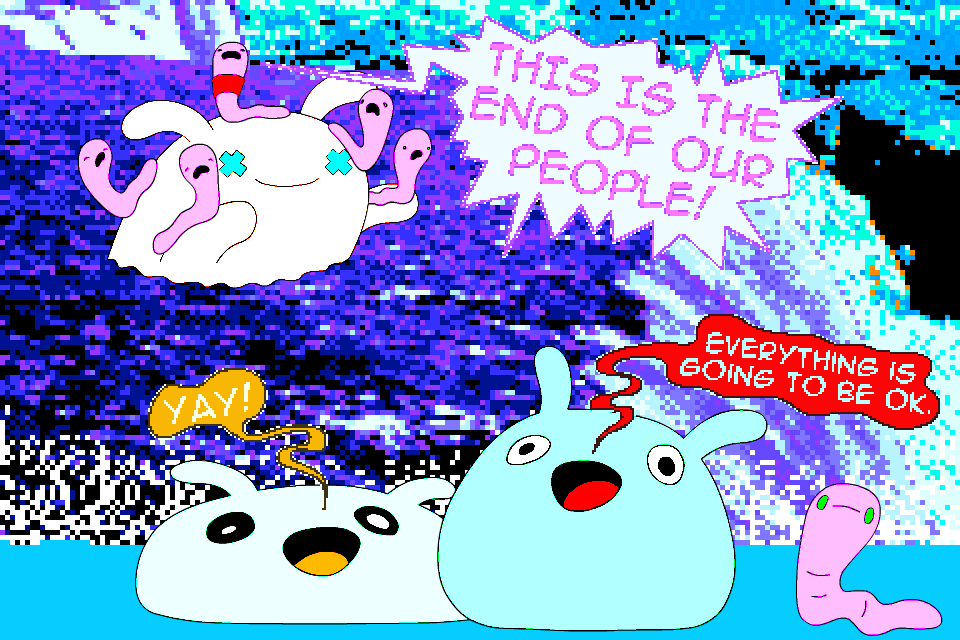 THIS IS THE
END OF OUR
PEOPLE!
EVERYTHING IS
GOING TO BE OK.
YAY!